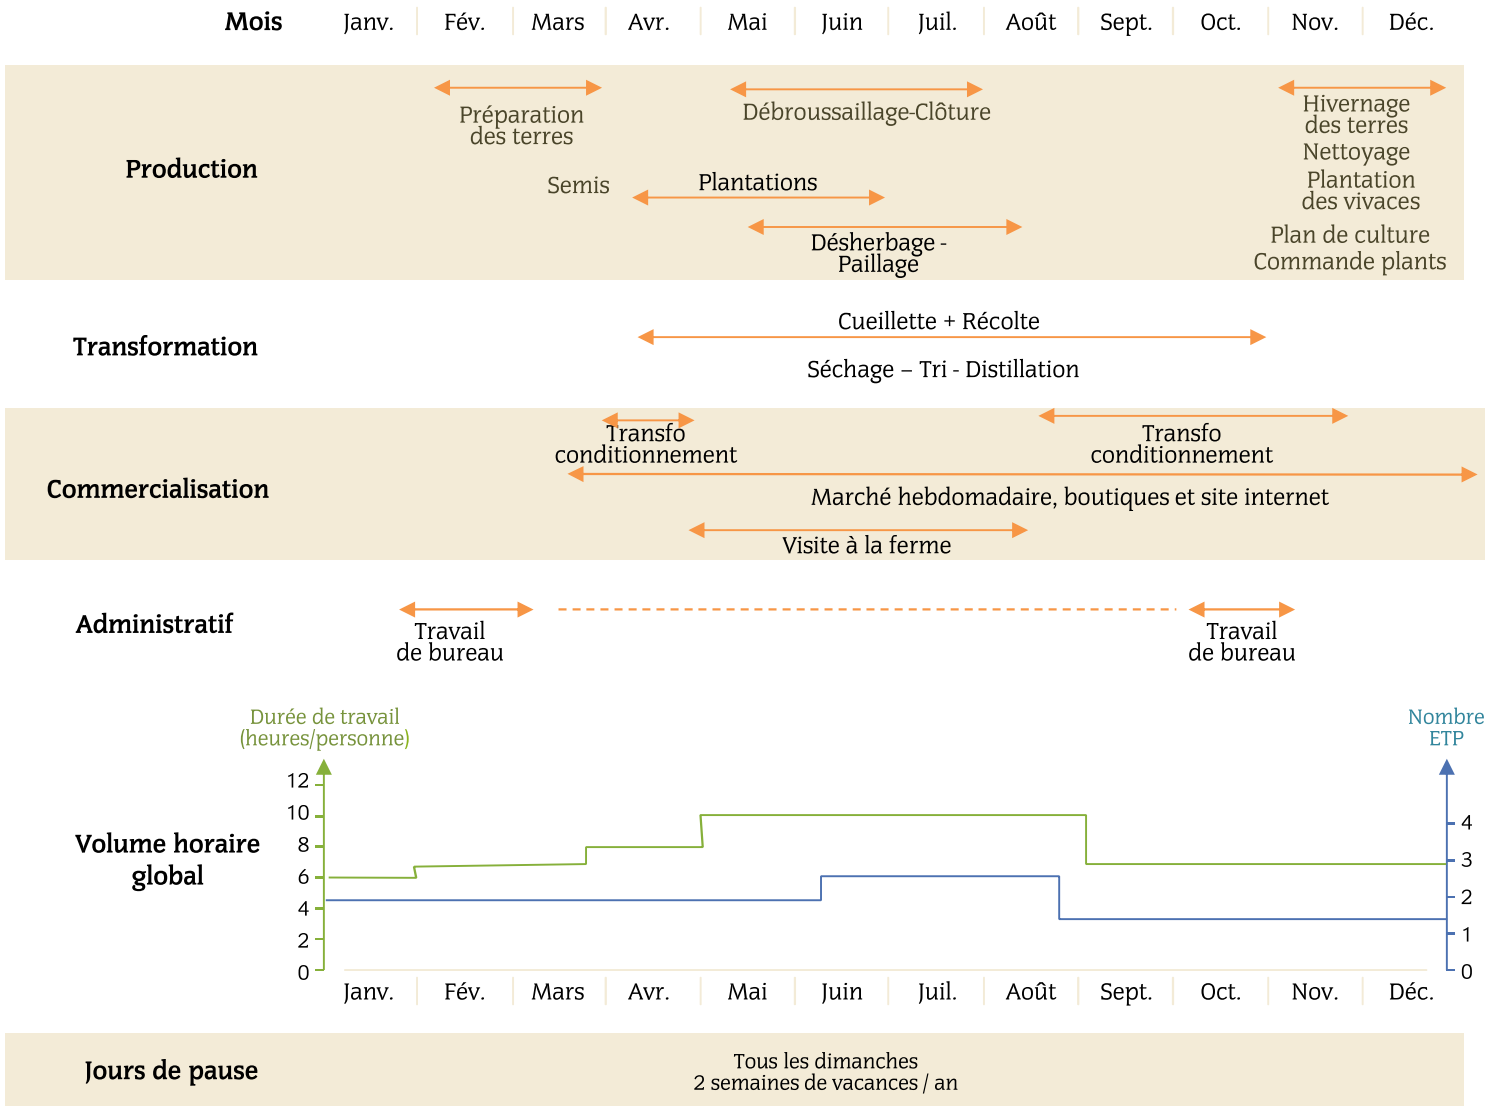 Mois Janv. Fév. Mars Avr. Mai Juin Juil. Août Sept. Oct. Nov. Déc.
Production
Préparation
des terres
Débroussaillage-Clôture
Hivernage
des terres
Nettoyage
Plantation
des vivaces
Plan de culture
Commande plants
Semis
Plantations
Désherbage -
Paillage
Transformation
Cueillette + Récolte
Séchage – Tri - Distillation
Commercialisation
Transfo
conditionnement
Transfo
conditionnement
Marché hebdomadaire, boutiques et site internet
Visite à la ferme
Administratif
Travail
de bureau
Travail
de bureau
Durée de travail
(heures/personne)
Nombre
ETP
Volume horaire
global
12
10
8
6
4
2
0
4
3
2
1
0
Janv. Fév. Mars Avr. Mai Juin Juil. Août Sept. Oct. Nov. Déc.
Jours de pause
Tous les dimanches
2 semaines de vacances / an